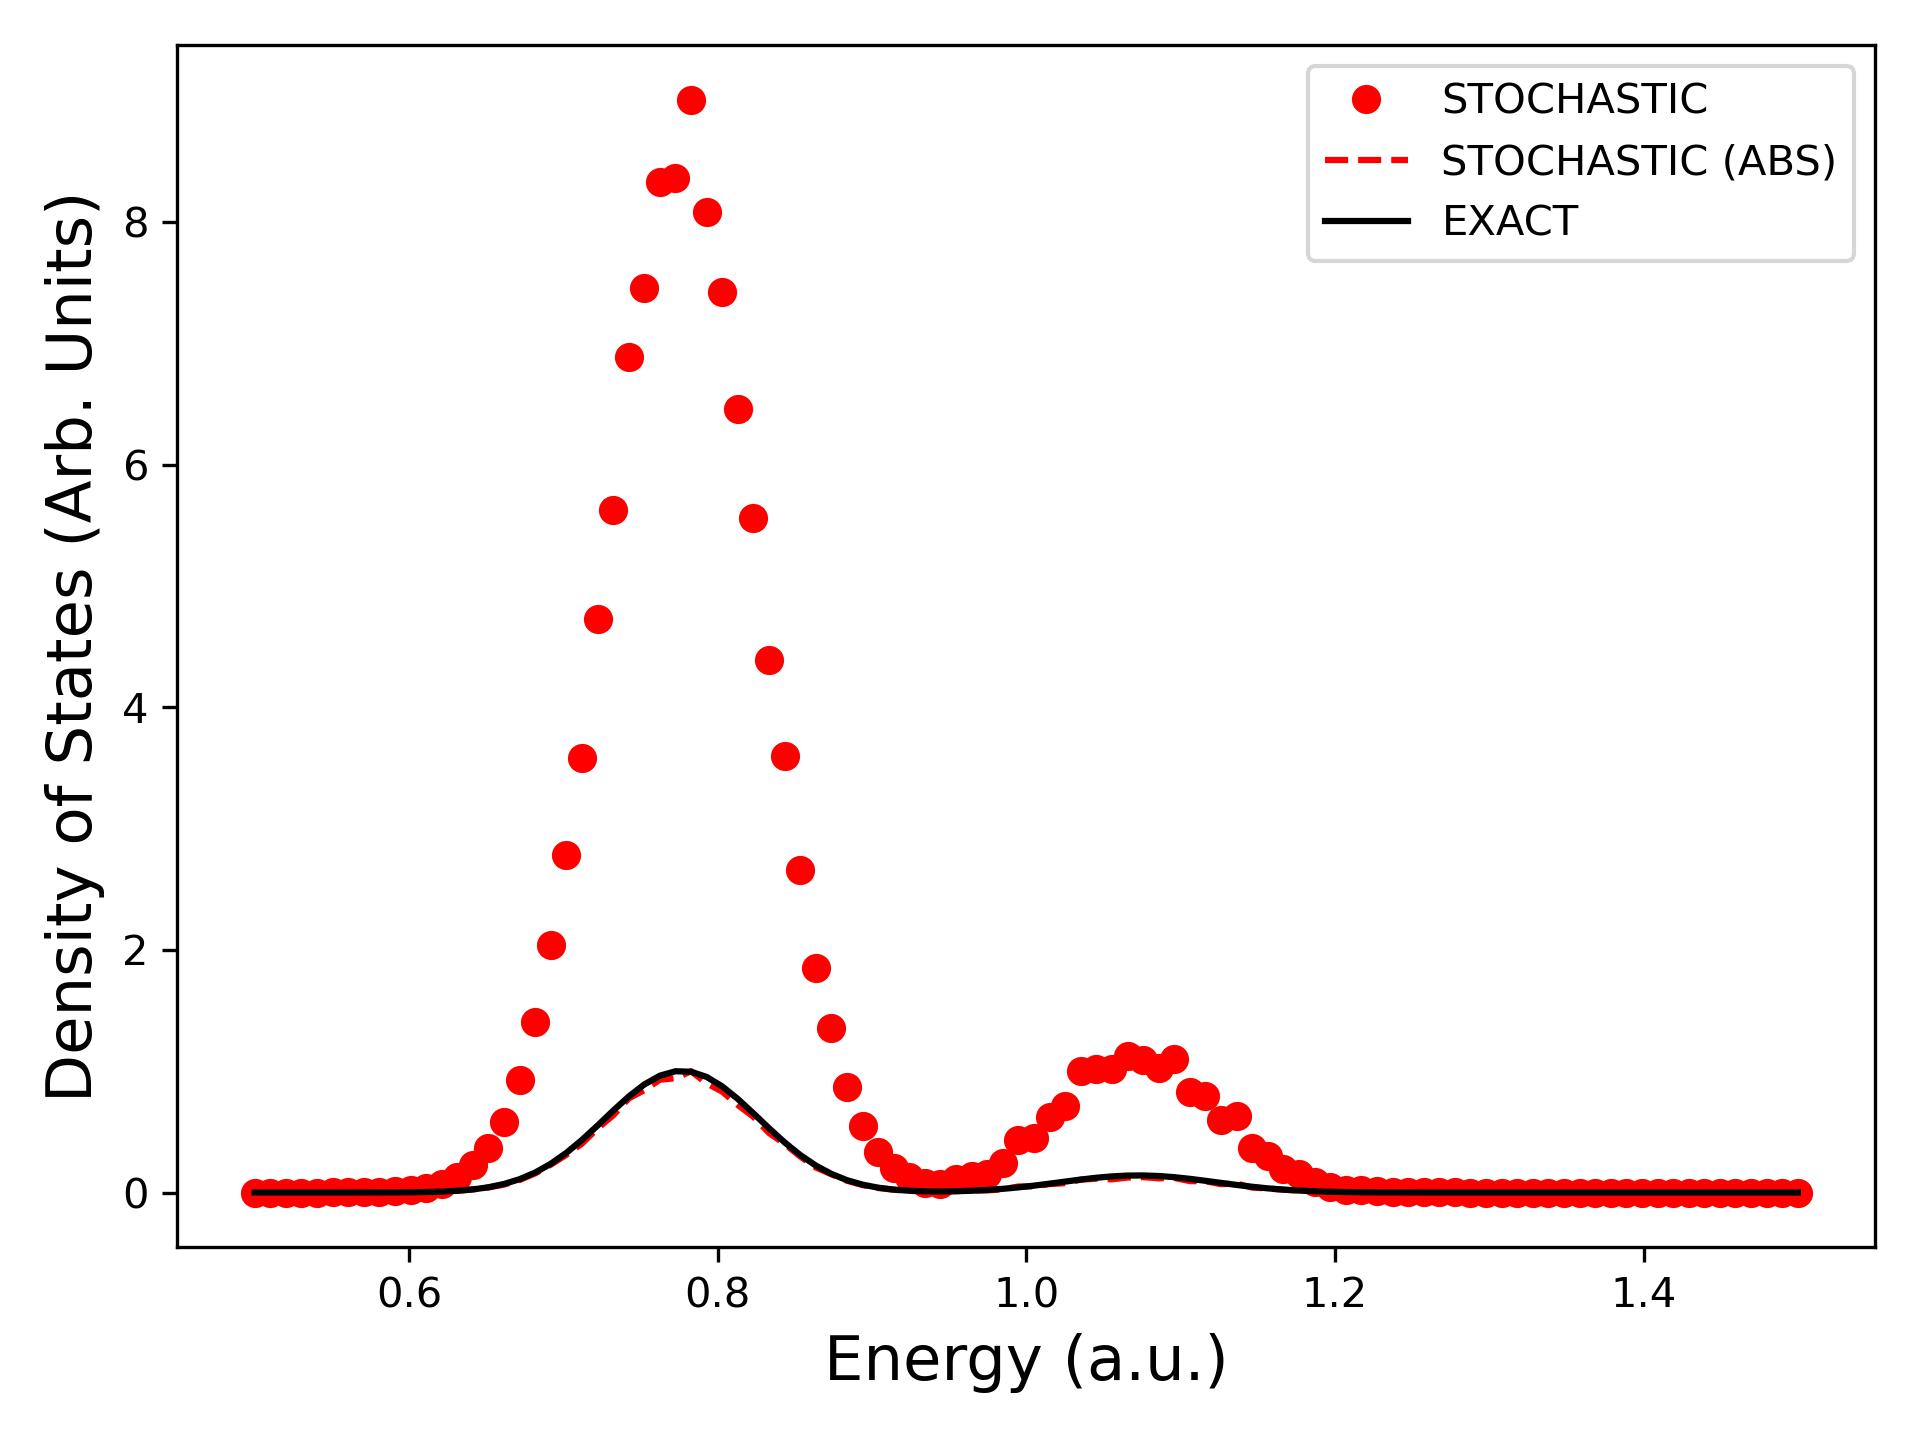 STOCHASTIC
STOCHASTIC (ABS)
EXACT
Density of States (Arb. Units)
8
6
4
2
0
0.6 0.8 1.0 1.2 1.4
Energy (a.u.)